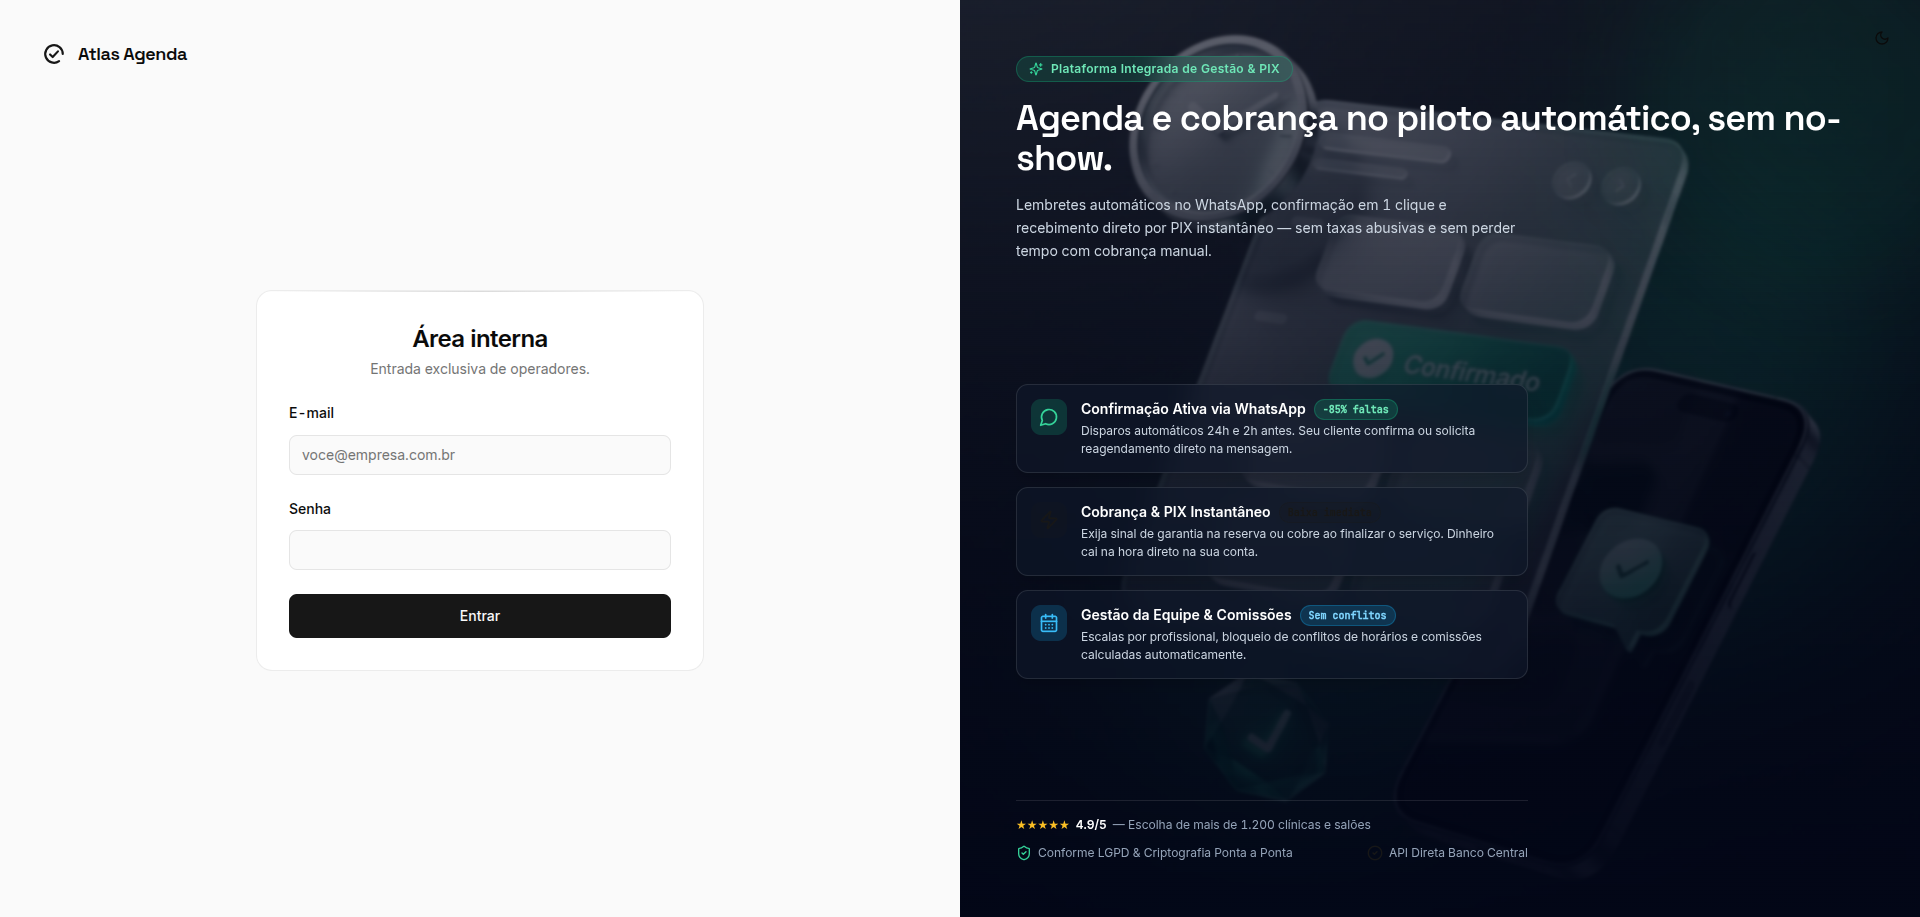 Atlas Agenda
Área interna
Entrada exclusiva de operadores.
E-mail
voce@empresa.com.br
Senha
Entrar
Plataforma Integrada de Gestão & PIX
Agenda e cobrança no piloto automático, sem no-
show.
Lembretes automáticos no WhatsApp, confirmação em 1 clique e
recebimento direto por PIX instantâneo — sem taxas abusivas e sem perder
tempo com cobrança manual.
Confirmado
Confirmação Ativa via WhatsApp
-85% faltas
Disparos automáticos 24h e 2h antes. Seu cliente confirma ou solicita
reagendamento direto na mensagem.
Cobrança & PIX Instantâneo
Exija sinal de garantia na reserva ou cobre ao finalizar o serviço. Dinheiro
cai na hora direto na sua conta.
Gestão da Equipe & Comissões
Sem conflitos
Escalas por profissional, bloqueio de conflitos de horários e comissões
calculadas automaticamente.
★★★★★ 4.9/5 — Escolha de mais de 1.200 clínicas e salões
Conforme LGPD & Criptografia Ponta a Ponta
API Direta Banco Central